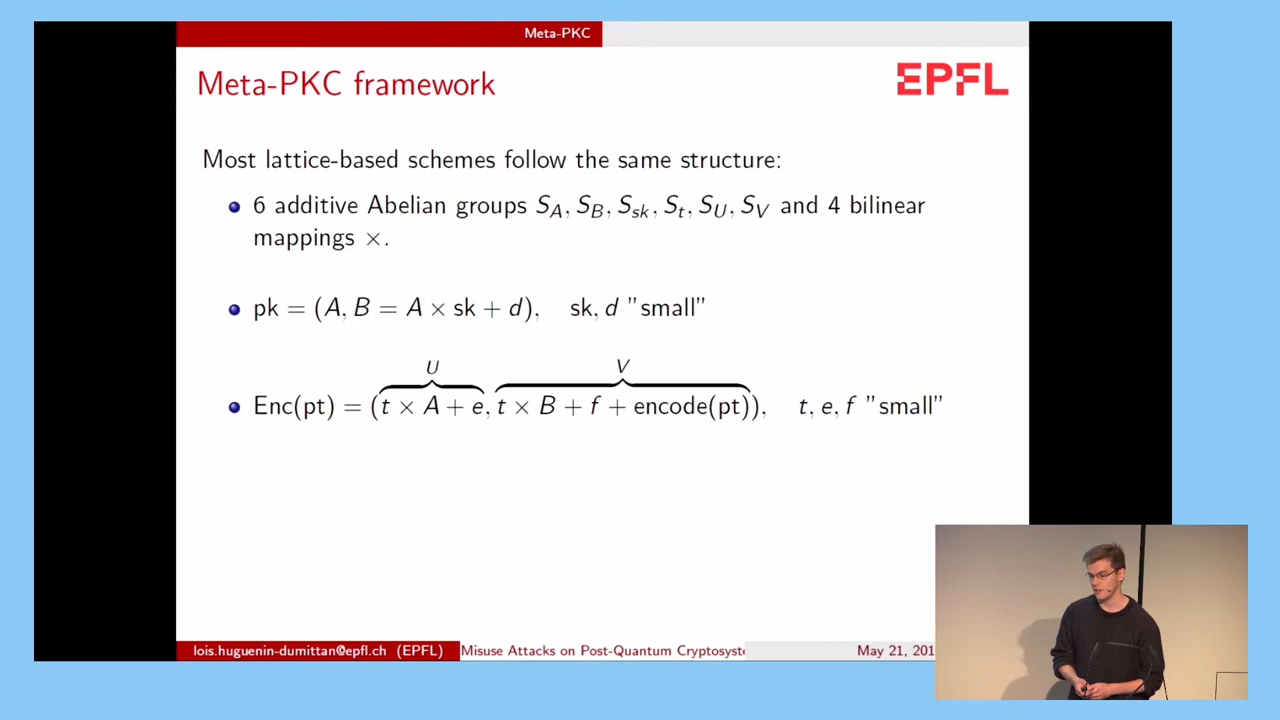 Meta-PKC
Meta-PKC framework
EPFL
Most lattice-based schemes follow the same structure:
6 additive Abelian groups S_A, S_B, S_sk, S_t, S_U, S_V and 4 bilinear
mappings ×.
pk = (A, B = A × sk + d), sk, d "small"
U V
Enc(pt) = (t × A + e, t × B + f + encode(pt)), t, e, f "small"
lois.huguenin-dumittan@epfl.ch (EPFL) Misuse Attacks on Post-Quantum May 21,